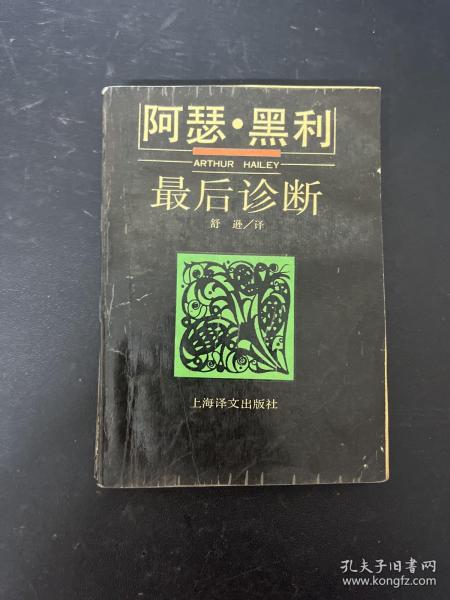 阿瑟·黑利
ARTHUR HAILEY
最后诊断
舒逊/译
上海译文出版社
孔夫子旧书网
www.kongfz.com